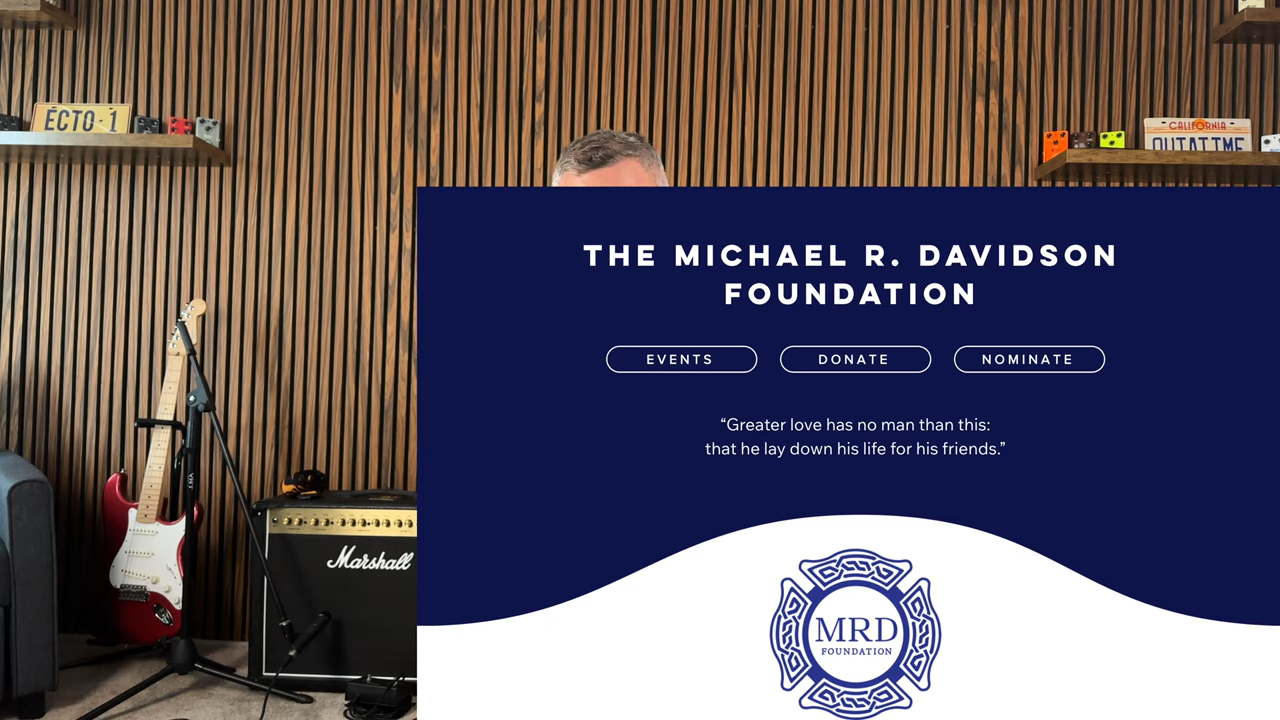 ECTO-1
CALIFORNIA
OUTATIME
THE MICHAEL R. DAVIDSON
FOUNDATION
EVENTS
DONATE
NOMINATE
“Greater love has no man than this:
that he lay down his life for his friends.”
Marshall
MRD
FOUNDATION